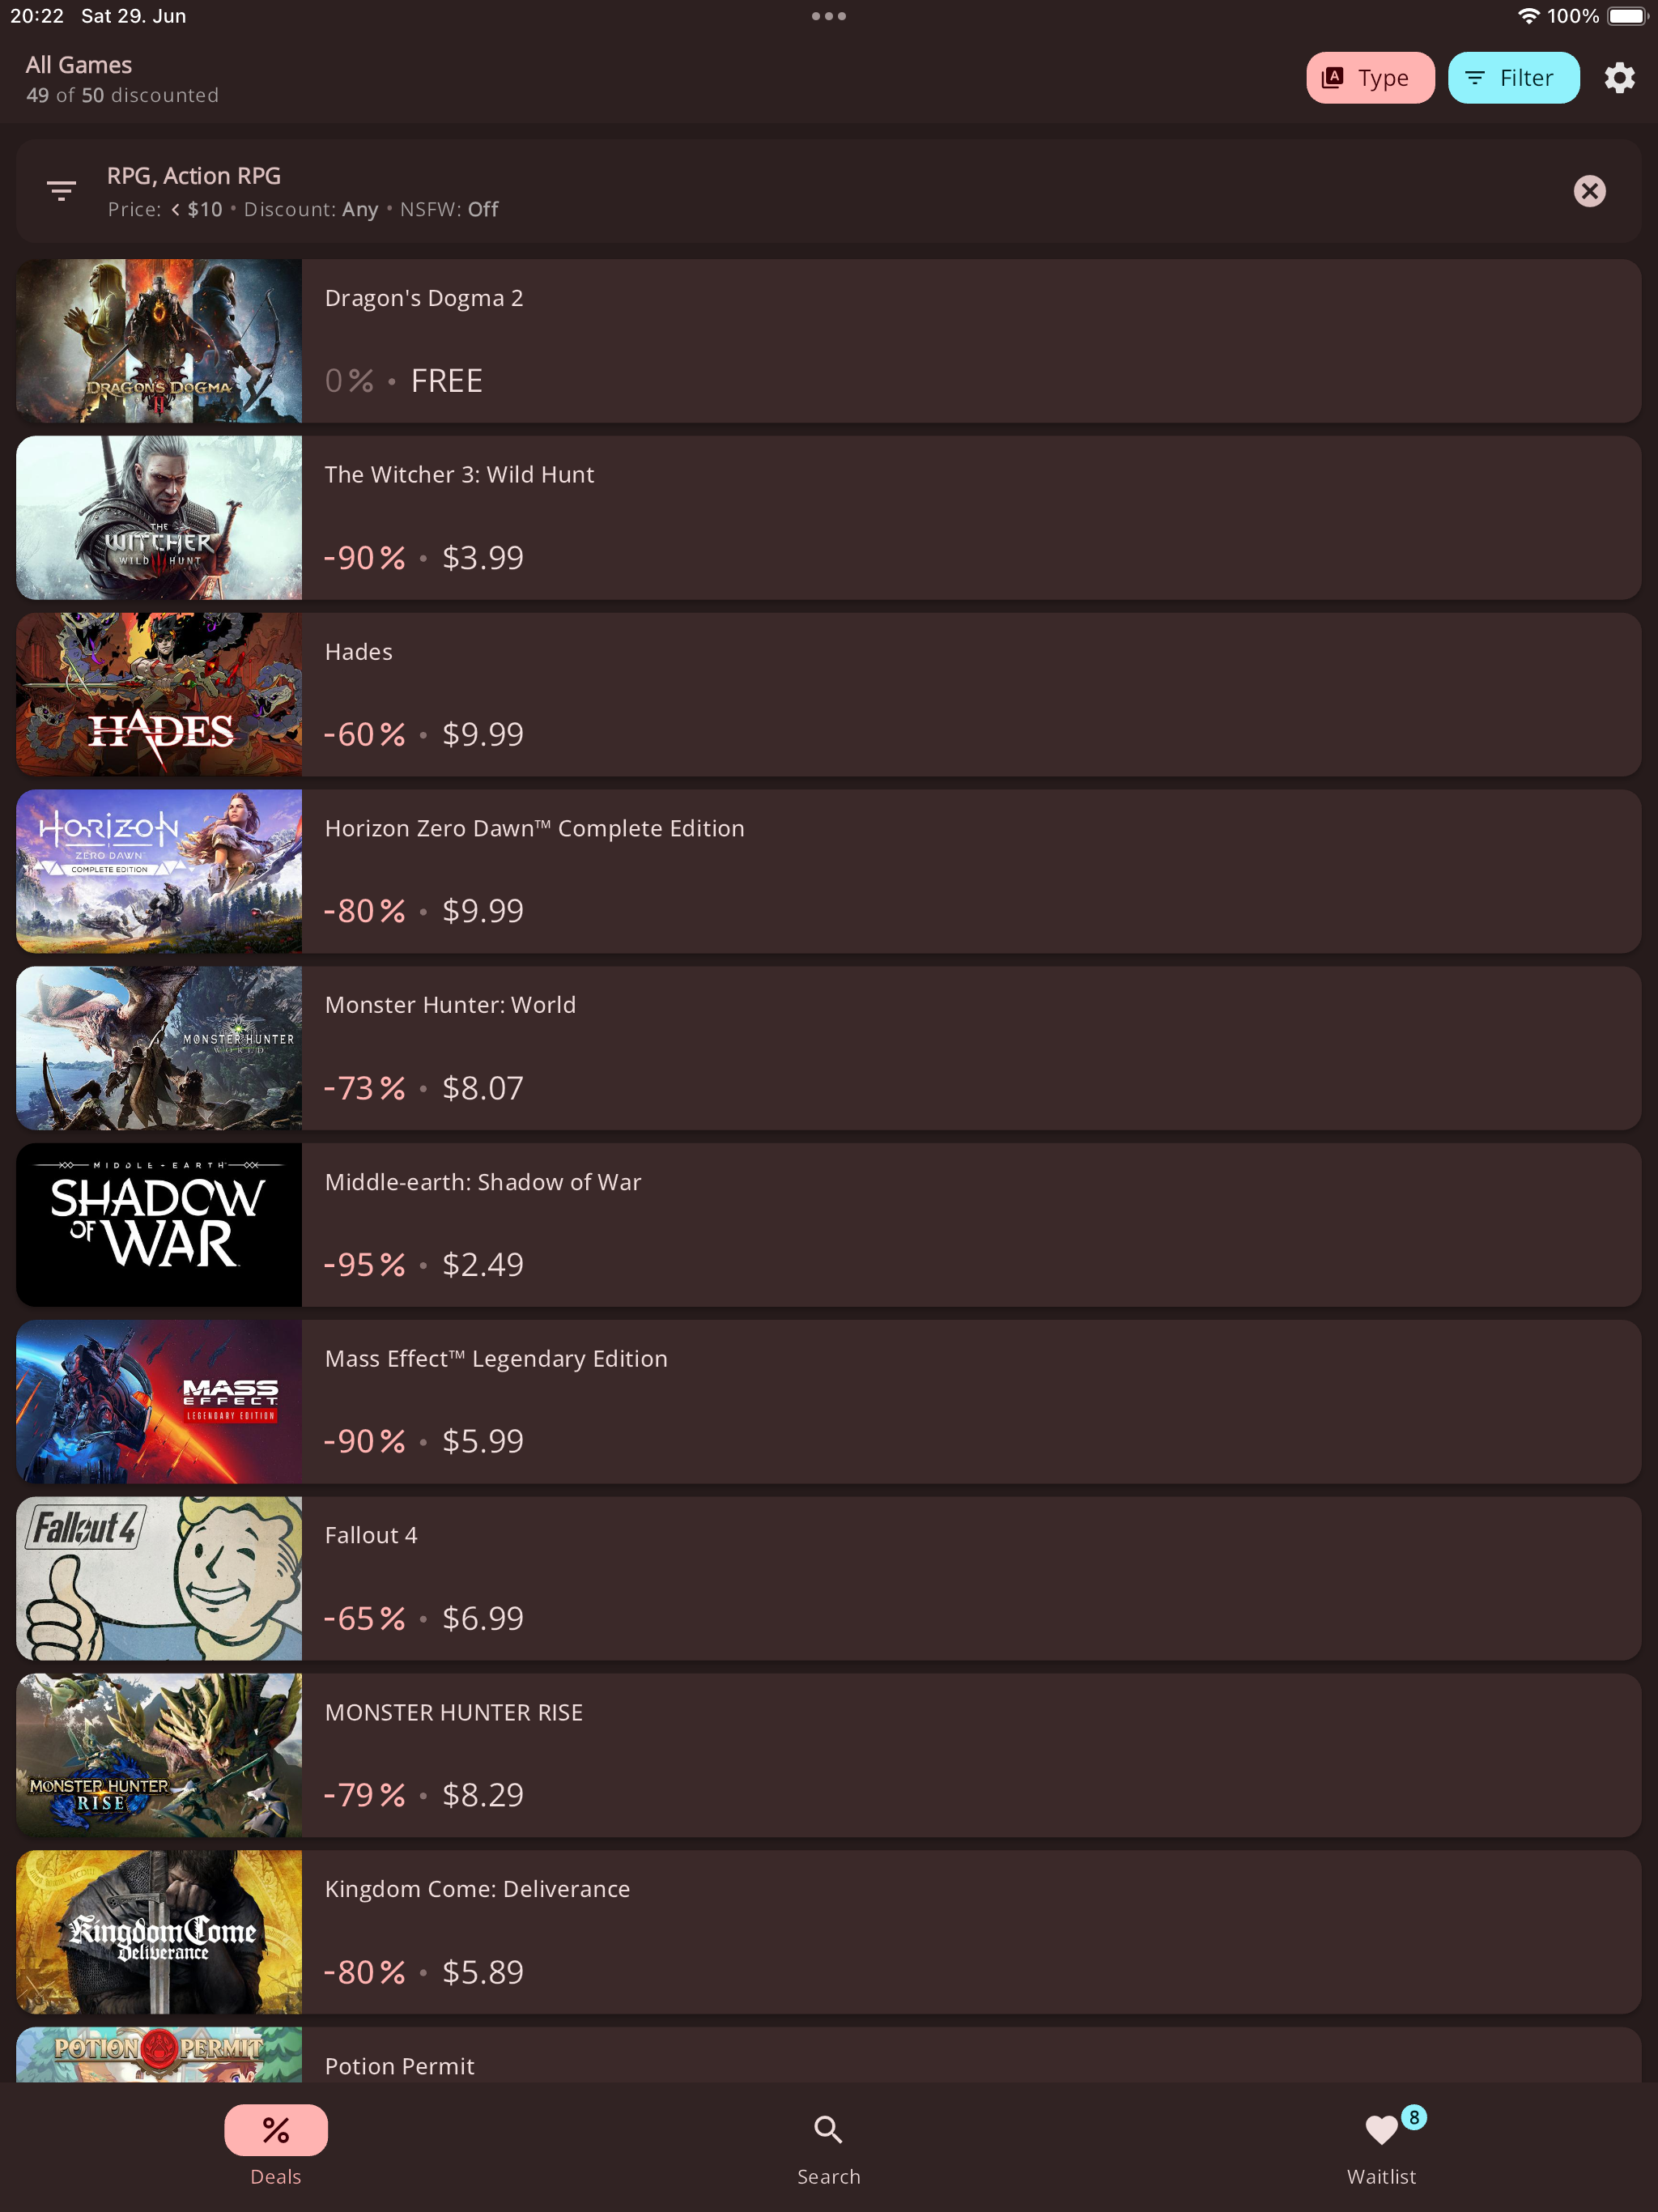 20:22 Sat 29. Jun
100%
All Games
49 of 50 discounted
Type
Filter
RPG, Action RPG
Price: < $10 • Discount: Any • NSFW: Off
DRAGON'S DOGMA
II
Dragon's Dogma 2
0% • FREE
THE
WITCHER
WILD HUNT
The Witcher 3: Wild Hunt
-90% • $3.99
HADES
Hades
-60% • $9.99
HORIZON
ZERO DAWN
COMPLETE EDITION
Horizon Zero Dawn™ Complete Edition
-80% • $9.99
MONSTER HUNTER
WORLD
Monster Hunter: World
-73% • $8.07
MIDDLE-EARTH
SHADOW
OF WAR
Middle-earth: Shadow of War
-95% • $2.49
MASS
EFFECT
LEGENDARY EDITION
Mass Effect™ Legendary Edition
-90% • $5.99
Fallout 4
Fallout 4
-65% • $6.99
MONSTER HUNTER
RISE
MONSTER HUNTER RISE
-79% • $8.29
Kingdom Come
Deliverance
Kingdom Come: Deliverance
-80% • $5.89
POTION PERMIT
Potion Permit
8
Deals
Search
Waitlist